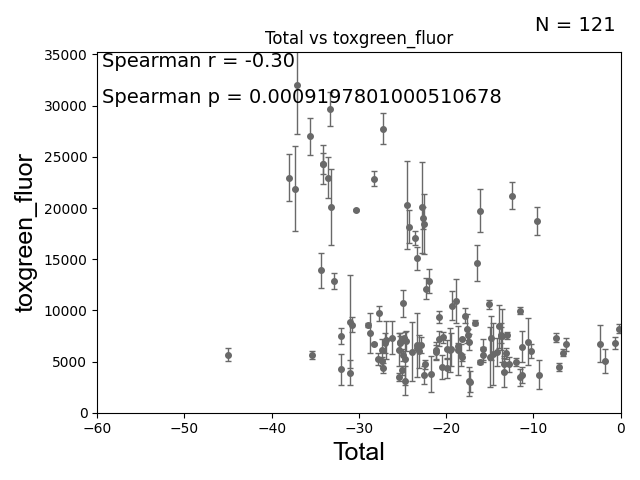 N = 121
Total vs toxgreen_fluor
Spearman r = -0.30
Spearman p = 0.0009197801000510678
35000
30000
25000
20000
15000
10000
5000
0
toxgreen_fluor
−60 −50 −40 −30 −20 −10 0
Total